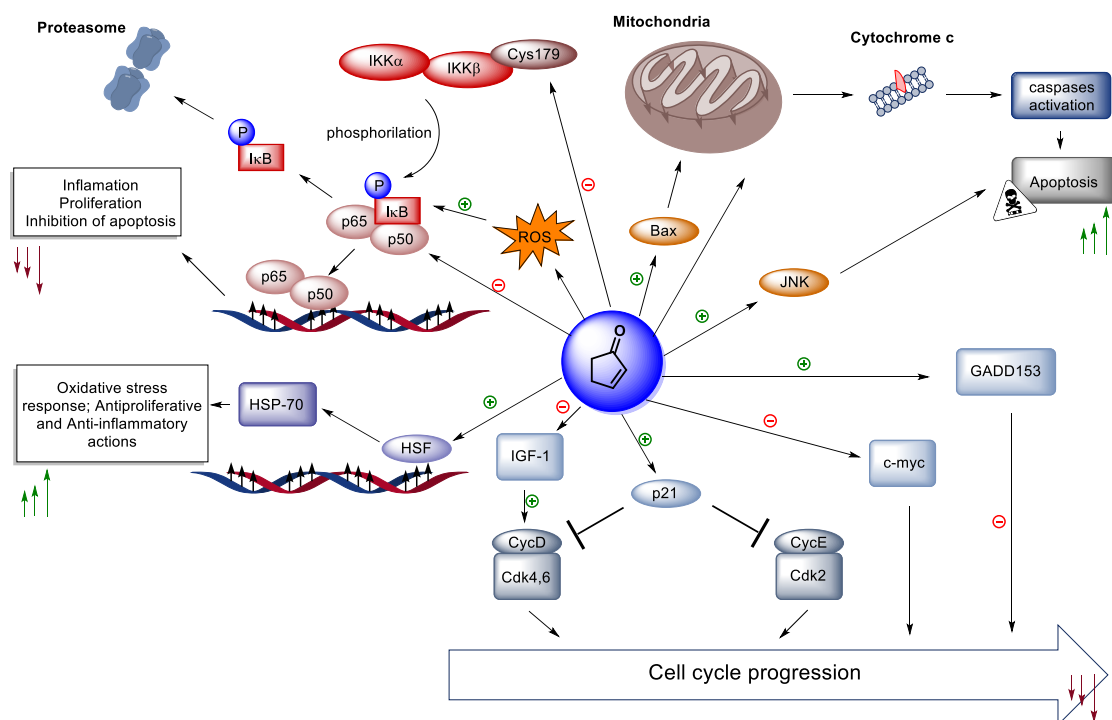 Proteasome
Mitochondria
Cytochrome c
IKKα
IKKβ
Cys179
caspases
activation
phosphorilation
P
IκB
P
IκB
p65
p50
ROS
Bax
Apoptosis
Inflamation
Proliferation
Inhibition of apoptosis
p65
p50
JNK
O
GADD153
Oxidative stress
response; Antiproliferative
and Anti-inflammatory
actions
HSP-70
HSF
IGF-1
c-myc
p21
CycD
Cdk4,6
CycE
Cdk2
Cell cycle progression